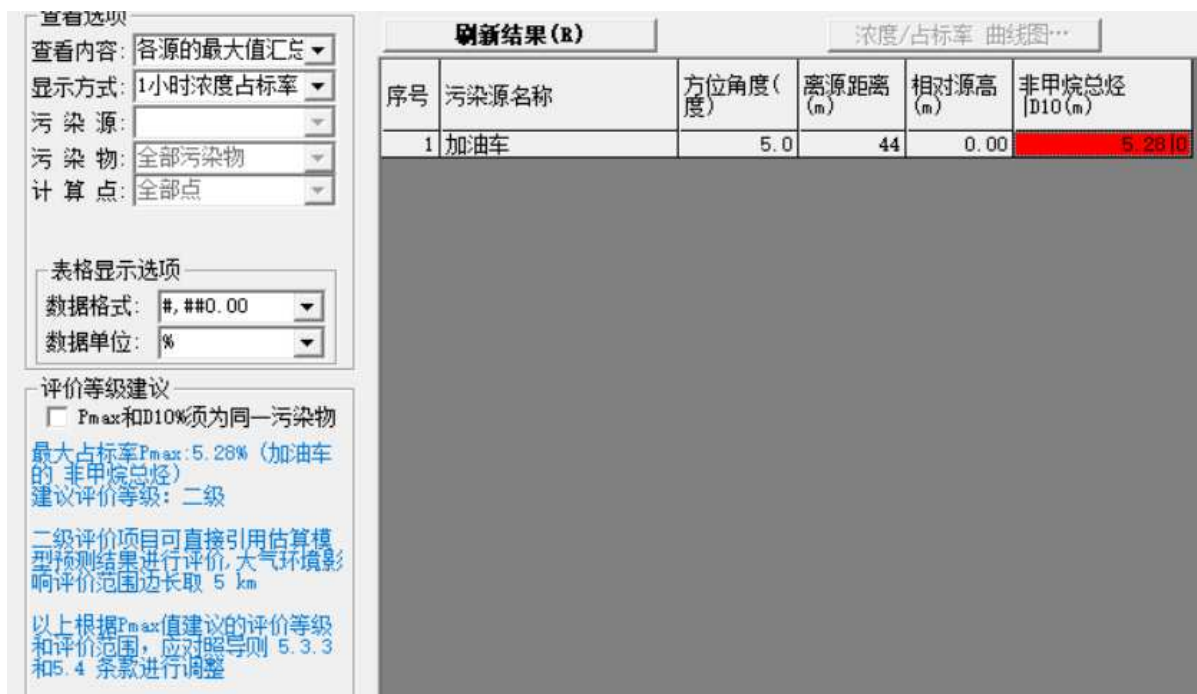 查看选项
查看内容: 各源的最大值汇总
显示方式: 1小时浓度占标率
污 染 源:
污 染 物: 全部污染物
计 算 点: 全部点
表格显示选项
数据格式: #,##0.00
数据单位: %
评价等级建议
Pmax和D10%须为同一污染物
最大占标率Pmax:5.28% (加油车
的 非甲烷总烃)
建议评价等级: 二级
二级评价项目可直接引用估算模
型预测结果进行评价,大气环境影
响评价范围边长取 5 km
以上根据Pmax值建议的评价等级
和评价范围,应对照导则 5.3.3
和5.4 条款进行调整
刷新结果(R)
浓度/占标率 曲线图…
序号 污染源名称 方位角度(度) 离源距离(m) 相对源高(m) 非甲烷总烃|D10(m)
1 加油车 5.0 44 0.00 5.28|0